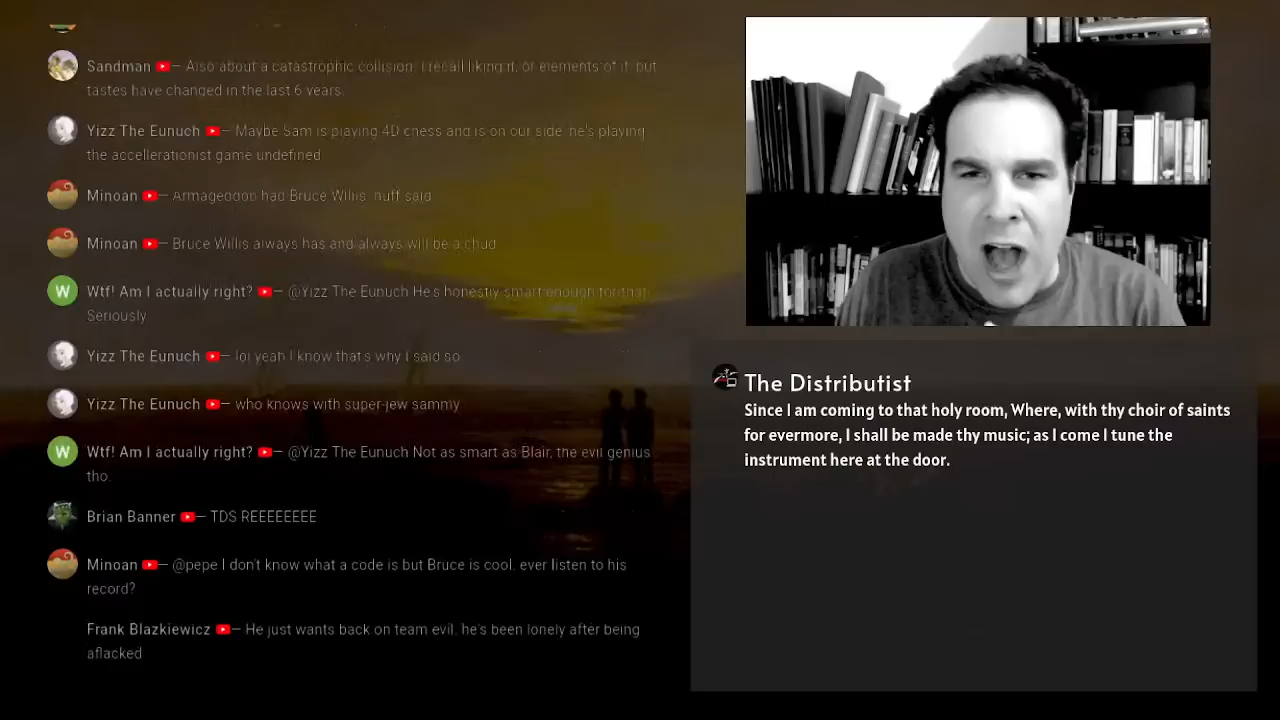 Sandman — Also about a catastrophic collision. I recall liking it, or elements of it, but
tastes have changed in the last 6 years.
Yizz The Eunuch — Maybe Sam is playing 4D chess and is on our side. he's playing
the accellerationist game undefined
Minoan — Armageddon had Bruce Willis. nuff said
Minoan — Bruce Willis always has and always will be a chud
Wtf! Am I actually right? — @Yizz The Eunuch He's honestly smart enough for that.
Seriously
Yizz The Eunuch — lol yeah I know that's why I said so
Yizz The Eunuch — who knows with super-jew sammy
W
Wtf! Am I actually right? — @Yizz The Eunuch Not as smart as Blair, the evil genius
tho.
Brian Banner — TDS REEEEEEEE
Minoan — @pepe I don't know what a code is but Bruce is cool. ever listen to his
record?
Frank Blazkiewicz — He just wants back on team evil. he's been lonely after being
aflacked
The Distributist
Since I am coming to that holy room, Where, with thy choir of saints
for evermore, I shall be made thy music; as I come I tune the
instrument here at the door.